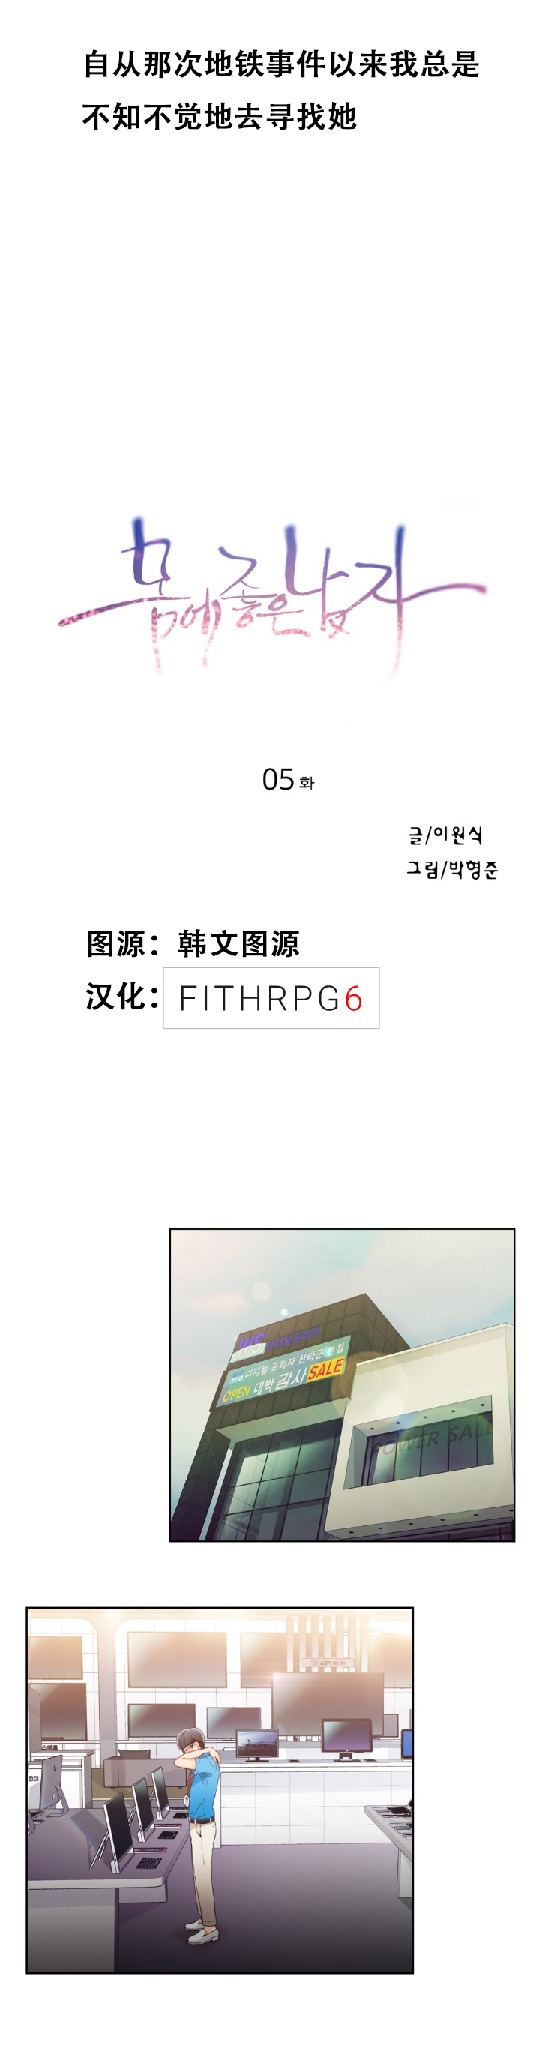 自从那次地铁事件以来我总是
不知不觉地去寻找她
몸에 좋은 남자
05 화
글/이원식
그림/박형준
图源：韩文图源
汉化：FITHRPG6
OPEN 대박 감사 SALE
POWER SALE